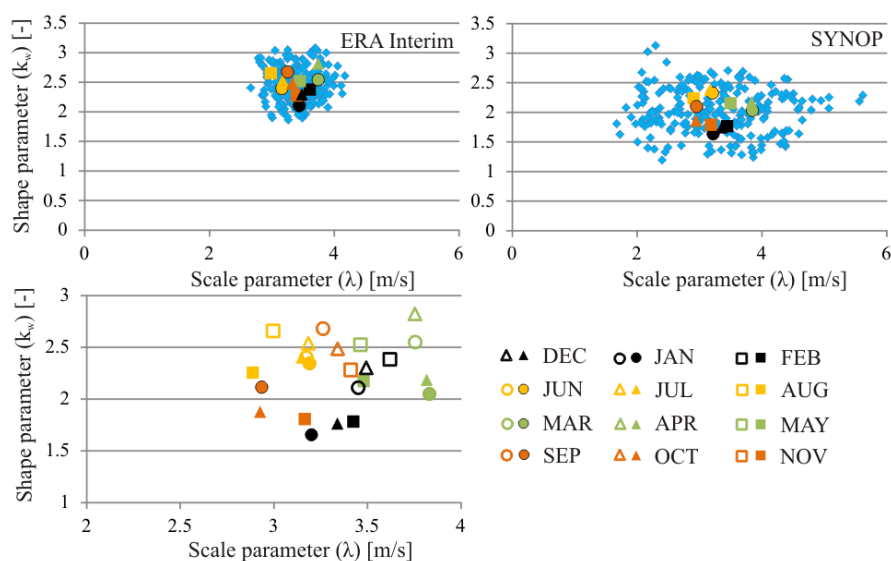 ERA Interim
Shape parameter (kw) [-]
3.5
3
2.5
2
1.5
1
0.5
0
0 2 4 6
Scale parameter (λ) [m/s]
SYNOP
Shape parameter (kw) [-]
3.5
3
2.5
2
1.5
1
0.5
0
0 2 4 6
Scale parameter (λ) [m/s]
Shape parameter (kw) [-]
3
2.5
2
1.5
1
2 2.5 3 3.5 4
Scale parameter (λ) [m/s]
DEC JAN FEB
JUN JUL AUG
MAR APR MAY
SEP OCT NOV